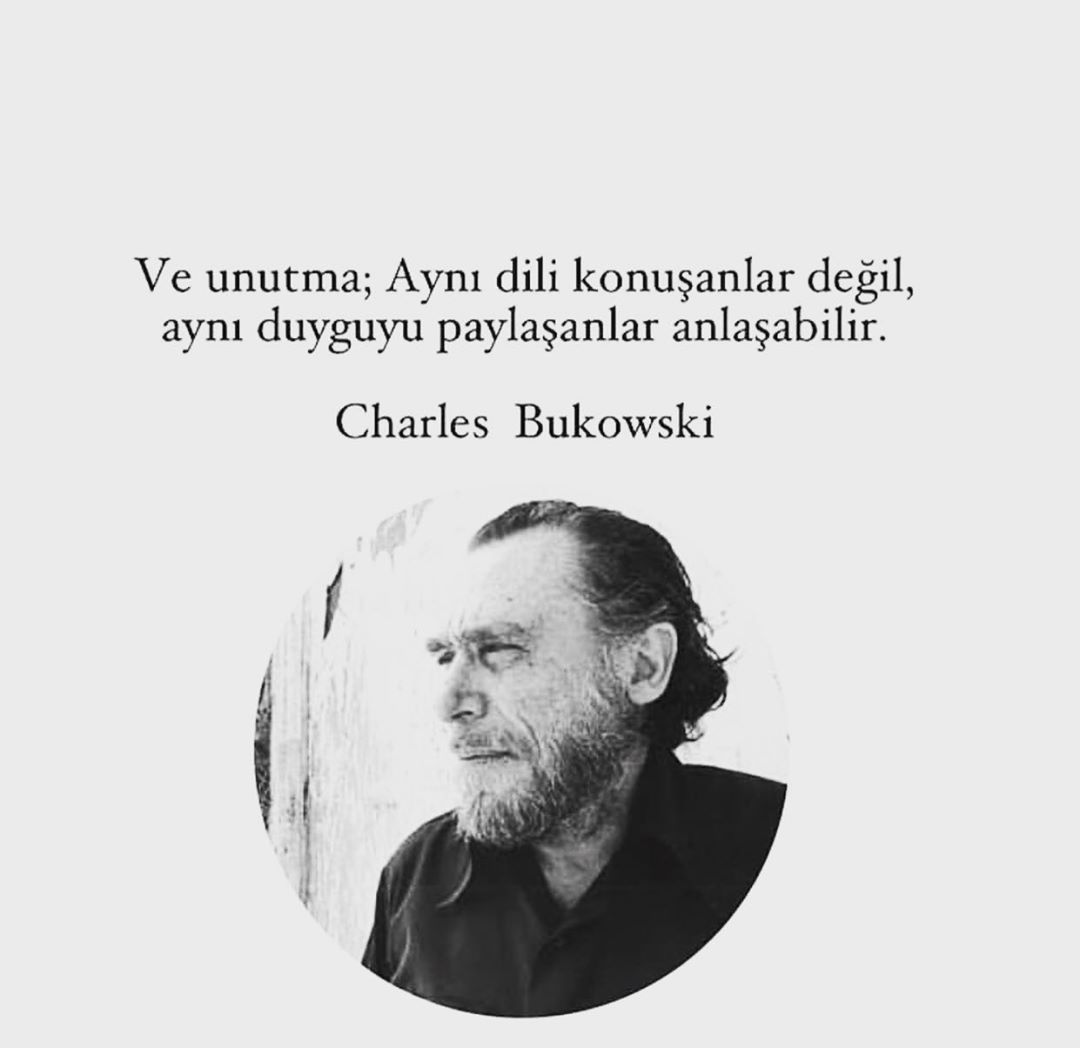 Ve unutma; Aynı dili konuşanlar değil,
aynı duyguyu paylaşanlar anlaşabilir.
Charles Bukowski